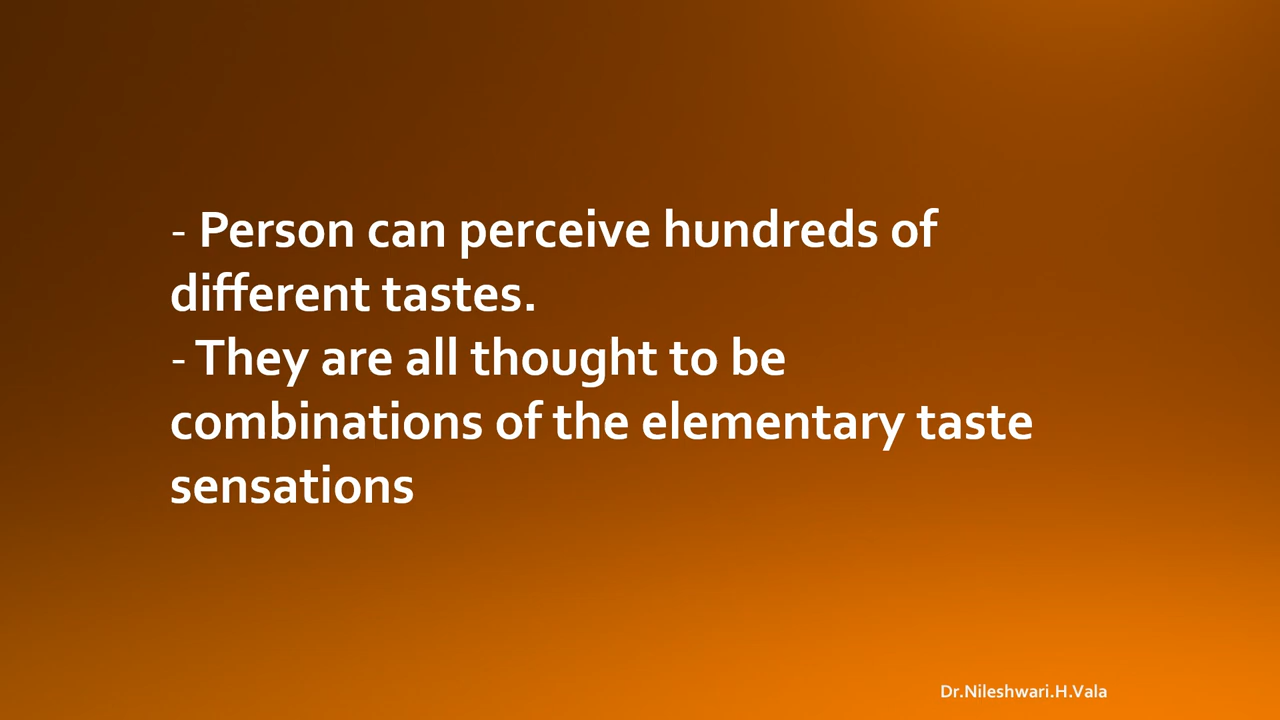 - Person can perceive hundreds of
different tastes.
- They are all thought to be
combinations of the elementary taste
sensations
Dr.Nileshwari.H.Vala